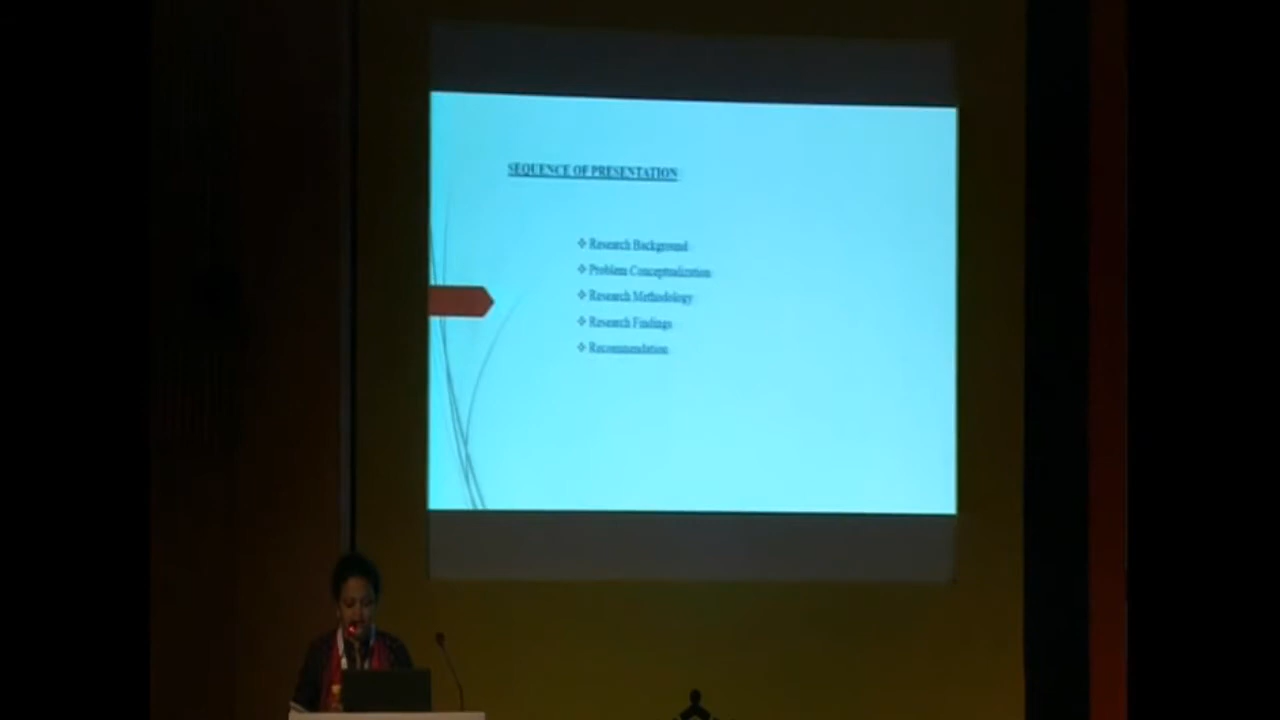 SEQUENCE OF PRESENTATION
❖ Research Background
❖ Problem Conceptualization
❖ Research Methodology
❖ Research Findings
❖ Recommendation